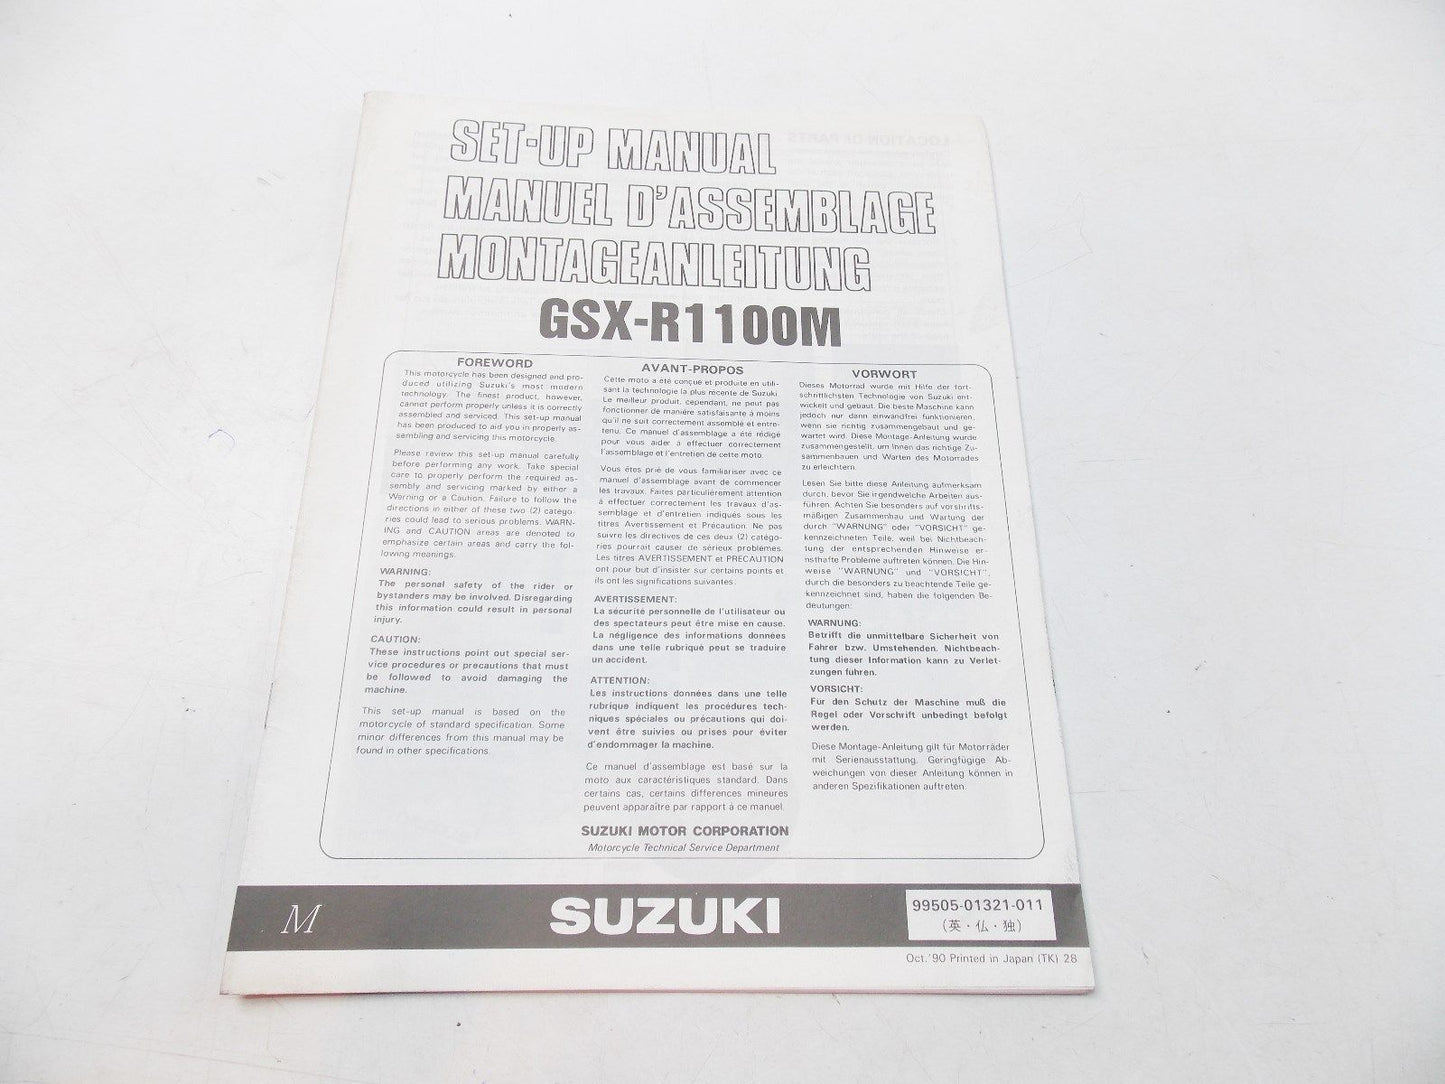 SET-UP MANUAL
MANUEL D'ASSEMBLAGE
MONTAGEANLEITUNG
GSX-R1100M
FOREWORD
This motorcycle has been designed and pro-
duced utilizing Suzuki's most modern
technology. The finest product, however,
cannot perform properly unless it is correctly
assembled and serviced. This set-up manual
has been produced to aid you in properly as-
sembling and servicing this motorcycle.
Please review this set-up manual carefully
before performing any work. Take special
care to properly perform the required as-
sembly and servicing marked by either a
Warning or a Caution. Failure to follow the
directions in either of these two (2) catego-
ries could lead to serious problems. WARN-
ING and CAUTION areas are denoted to
emphasize certain areas and carry the fol-
lowing meanings.
WARNING:
The personal safety of the rider or
bystanders may be involved. Disregarding
this information could result in personal
injury.
CAUTION:
These instructions point out special ser-
vice procedures or precautions that must
be followed to avoid damaging the
machine.
This set-up manual is based on the
motorcycle of standard specification. Some
minor differences from this manual may be
found in other specifications.
AVANT-PROPOS
Cette moto a été conçue et produite en utili-
sant la technologie la plus récente de Suzuki.
Le meilleur produit, cependant, ne peut pas
fonctionner de manière satisfaisante à moins
qu'il ne soit correctement assemblé et entre-
tenu. Ce manuel d'assemblage a été rédigé
pour vous aider à effectuer correctement
l'assemblage et l'entretien de cette moto.
Vous êtes prié de vous familiariser avec ce
manuel d'assemblage avant de commencer
les travaux. Faites particulièrement attention
à effectuer correctement les travaux d'as-
semblage et d'entretien indiqués sous les
titres Avertissement et Précaution. Ne pas
suivre les directives de ces deux (2) catégo-
ries pourrait causer de sérieux problèmes.
Les titres AVERTISSEMENT et PRECAUTION
ont pour but d'insister sur certains points et
ils ont les significations suivantes.
AVERTISSEMENT:
La sécurité personnelle de l'utilisateur ou
des spectateurs peut être mise en cause.
La négligence des informations données
dans une telle rubrique peut se traduire
un accident.
ATTENTION:
Les instructions données dans une telle
rubrique indiquent les procédures tech-
niques spéciales ou précautions qui doi-
vent être suivies ou prises pour éviter
d'endommager la machine.
Ce manuel d'assemblage est basé sur la
moto aux caractéristiques standard. Dans
certains cas, certains differences mineures
peuvent apparaître par rapport à ce manuel.
VORWORT
Dieses Motorrad wurde mit Hilfe der fort-
schrittlichsten Technologie von Suzuki ent-
wickelt und gebaut. Die beste Maschine kann
jedoch nur dann einwandfrei funktionieren,
wenn sie richtig zusammengebaut und ge-
wartet wird. Diese Montage-Anleitung wurde
zusammengestellt, um Ihnen das richtige Zu-
sammenbauen und Warten des Motorrades
zu erleichtern.
Lesen Sie bitte diese Anleitung aufmerksam
durch, bevor Sie irgendwelche Arbeiten aus-
führen. Achten Sie besonders auf vorshrifts-
mäßigen Zusammenbau und Wartung der
durch "WARNUNG" oder "VORSICHT" ge-
kennzeichneten Teile, weil bei Nichtbeach-
tung der entsprechenden Hinweise er-
nsthafte Probleme auftreten können. Die Hin-
weise "WARNUNG" und "VORSICHT",
durch die besonders zu beachtende Teile ge-
kennzeichnet sind, haben die folgenden Be-
deutungen:
WARNUNG:
Betrifft die unmittelbare Sicherheit von
Fahrer bzw. Umstehenden. Nichtbeach-
tung dieser Information kann zu Verlet-
zungen führen.
VORSICHT:
Für den Schutz der Maschine muß die
Regel oder Vorschrift unbedingt befolgt
werden.
Diese Montage-Anleitung gilt für Motorräder
mit Serienausstattung. Geringfügige Ab-
weichungen von dieser Anleitung können in
anderen Spezifikationen auftreten.
SUZUKI MOTOR CORPORATION
Motorcycle Technical Service Department
M
SUZUKI
99505-01321-011
(英・仏・独)
Oct.'90 Printed in Japan (TK) 28